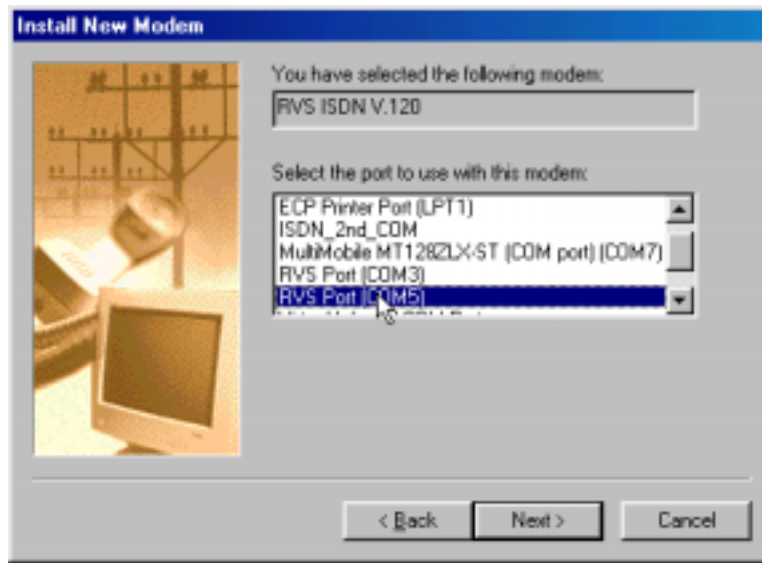 Install New Modem
You have selected the following modem:
RVS ISDN V.120
Select the port to use with this modem:
ECP Printer Port (LPT1)
ISDN_2nd_COM
MultiMobile MT128ZLX-ST (COM port) (COM7)
RVS Port (COM3)
RVS Port (COM5)
< Back
Next >
Cancel